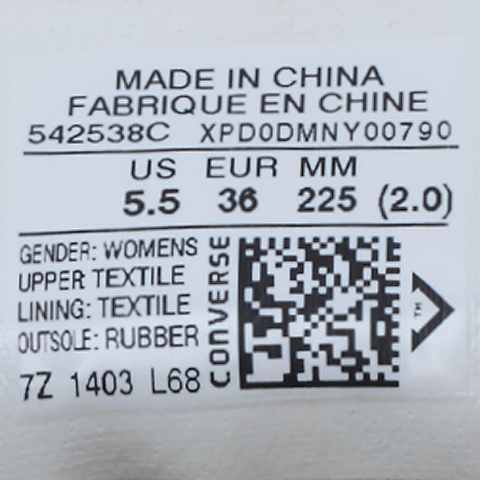 MADE IN CHINA
FABRIQUE EN CHINE
542538C XPD0DMNY00790
US EUR MM
5.5 36 225 (2.0)
GENDER: WOMENS
UPPER TEXTILE
LINING: TEXTILE
OUTSOLE: RUBBER
7Z 1403 L68
CONVERSE
TM